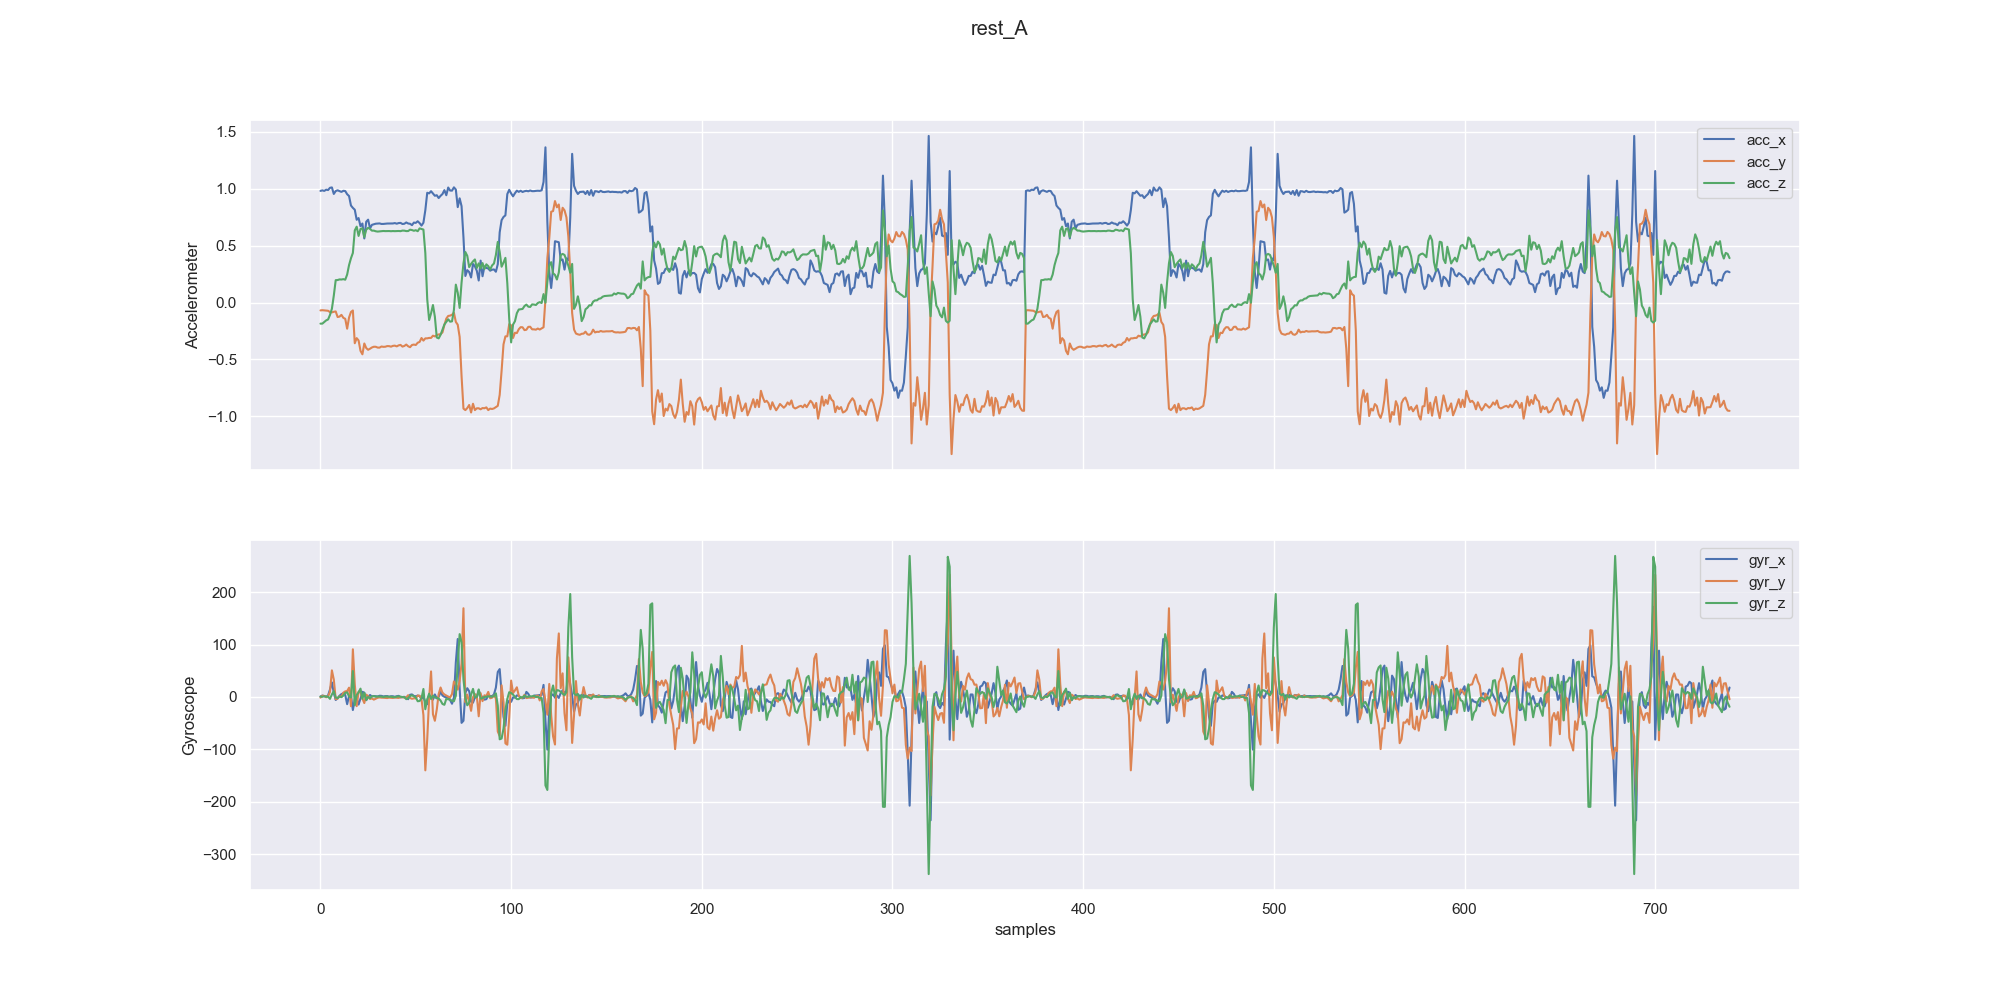 rest_A
1.5
1.0
0.5
0.0
−0.5
−1.0
Accelerometer
acc_x
acc_y
acc_z
200
100
0
−100
−200
−300
Gyroscope
gyr_x
gyr_y
gyr_z
0 100 200 300 400 500 600 700
samples